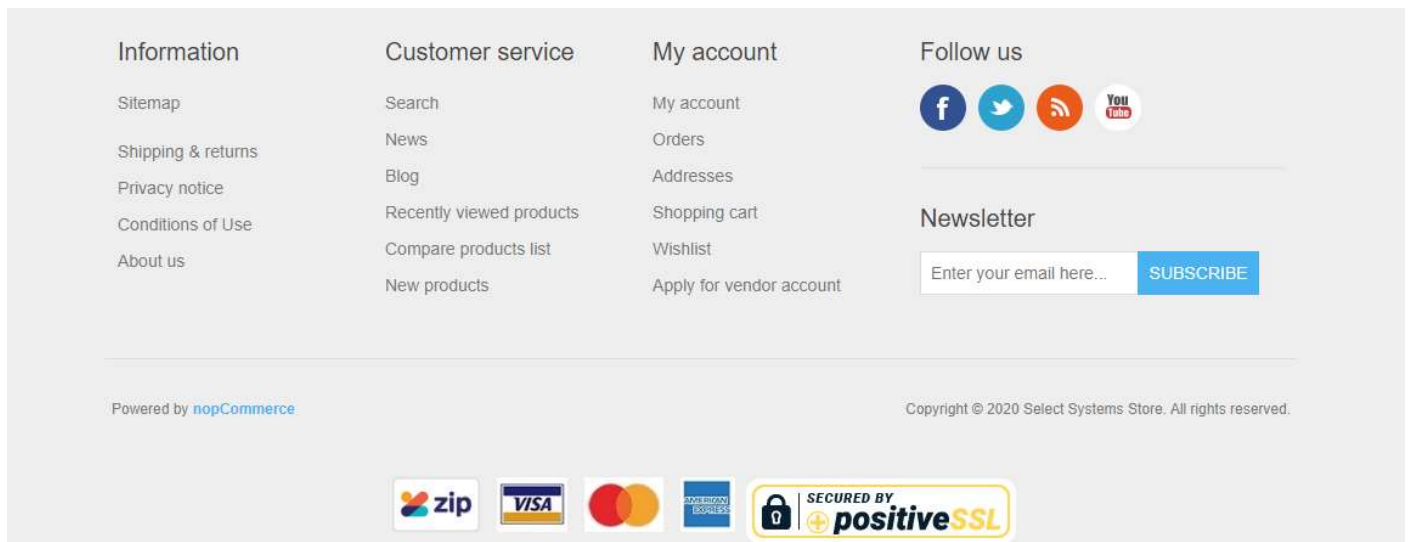 Information
Sitemap
Shipping & returns
Privacy notice
Conditions of Use
About us
Customer service
Search
News
Blog
Recently viewed products
Compare products list
New products
My account
My account
Orders
Addresses
Shopping cart
Wishlist
Apply for vendor account
Follow us
f
You
Tube
Newsletter
Enter your email here...
SUBSCRIBE
Powered by nopCommerce
Copyright © 2020 Select Systems Store. All rights reserved.
zip
VISA
AMERICAN
EXPRESS
SECURED BY
positiveSSL